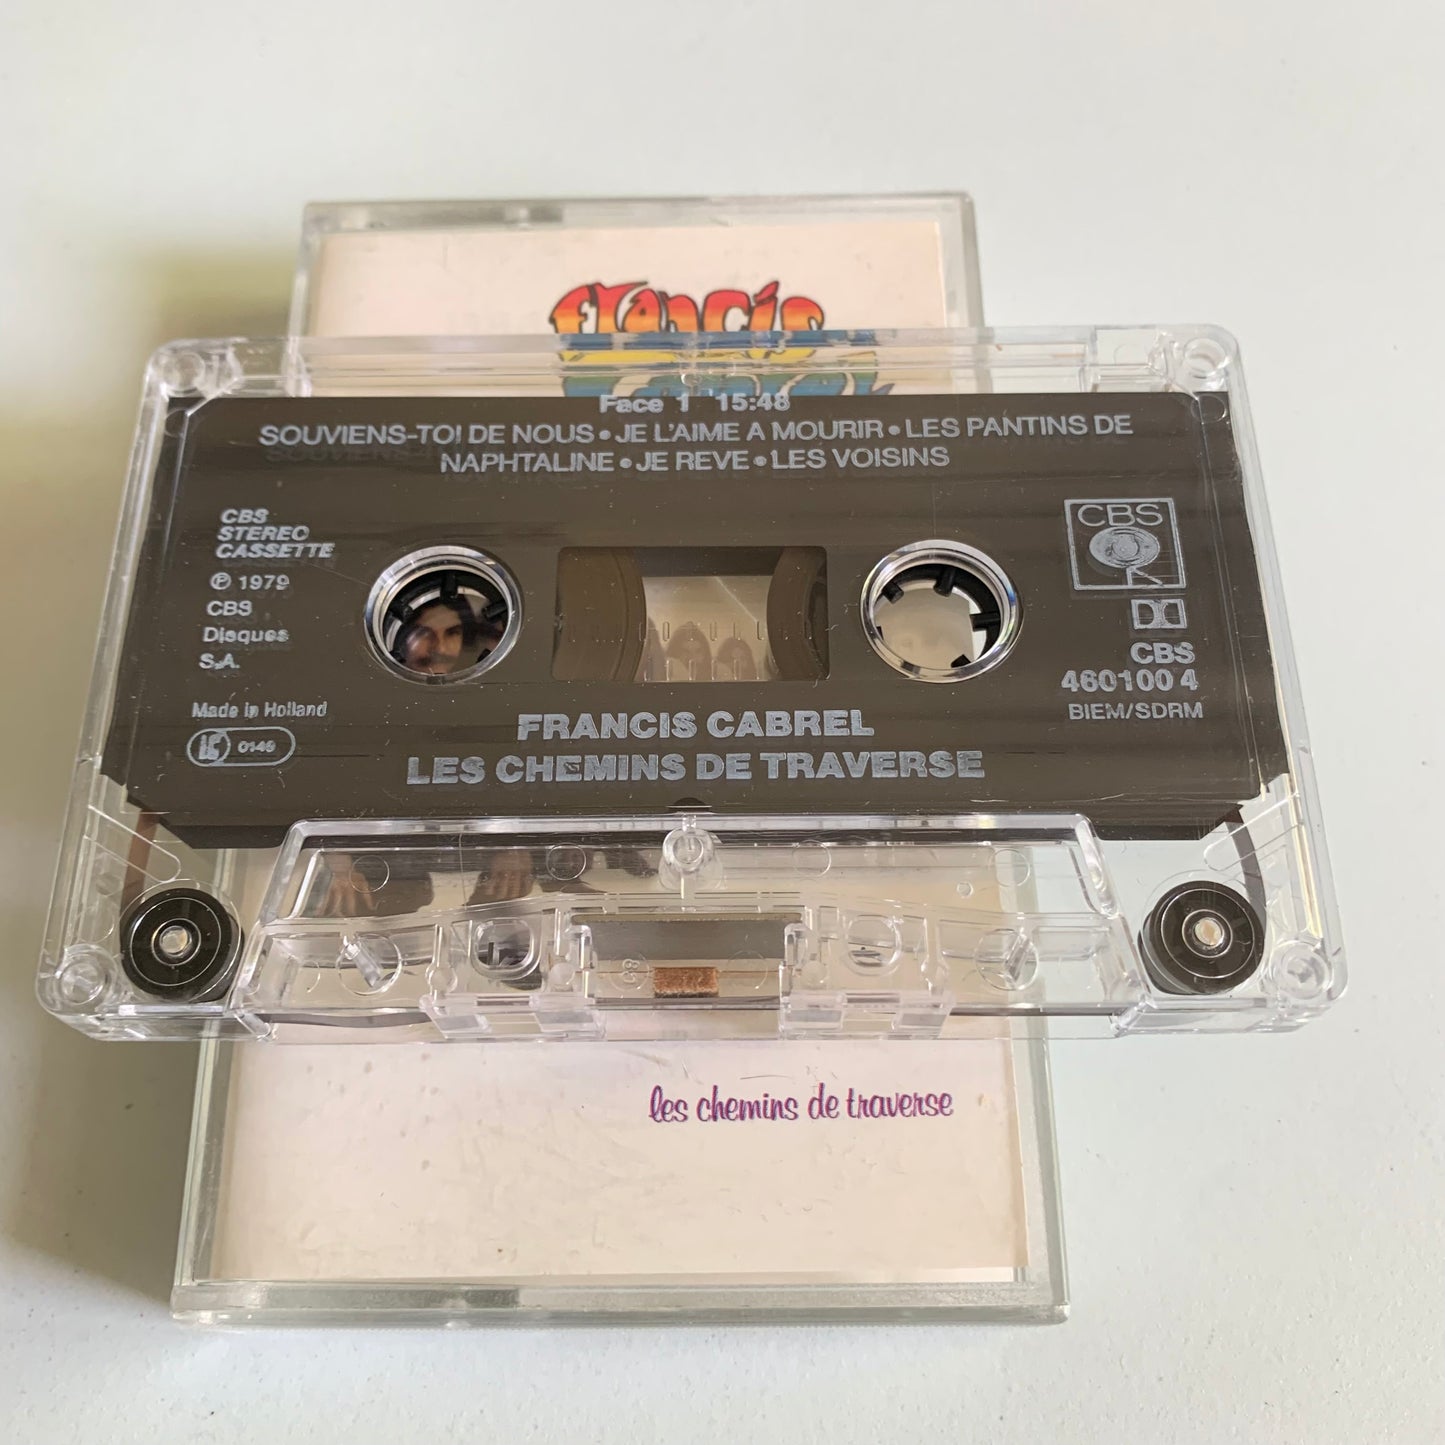 Francis
Face 1 15:48
SOUVIENS-TOI DE NOUS • JE L'AIME A MOURIR • LES PANTINS DE
NAPHTALINE • JE REVE • LES VOISINS
CBS
STEREO
CASSETTE
℗ 1979
CBS
Disques
S.A.
Made in Holland
0149
CBS
CBS
460100 4
BIEM/SDRM
FRANCIS CABREL
LES CHEMINS DE TRAVERSE
les chemins de traverse